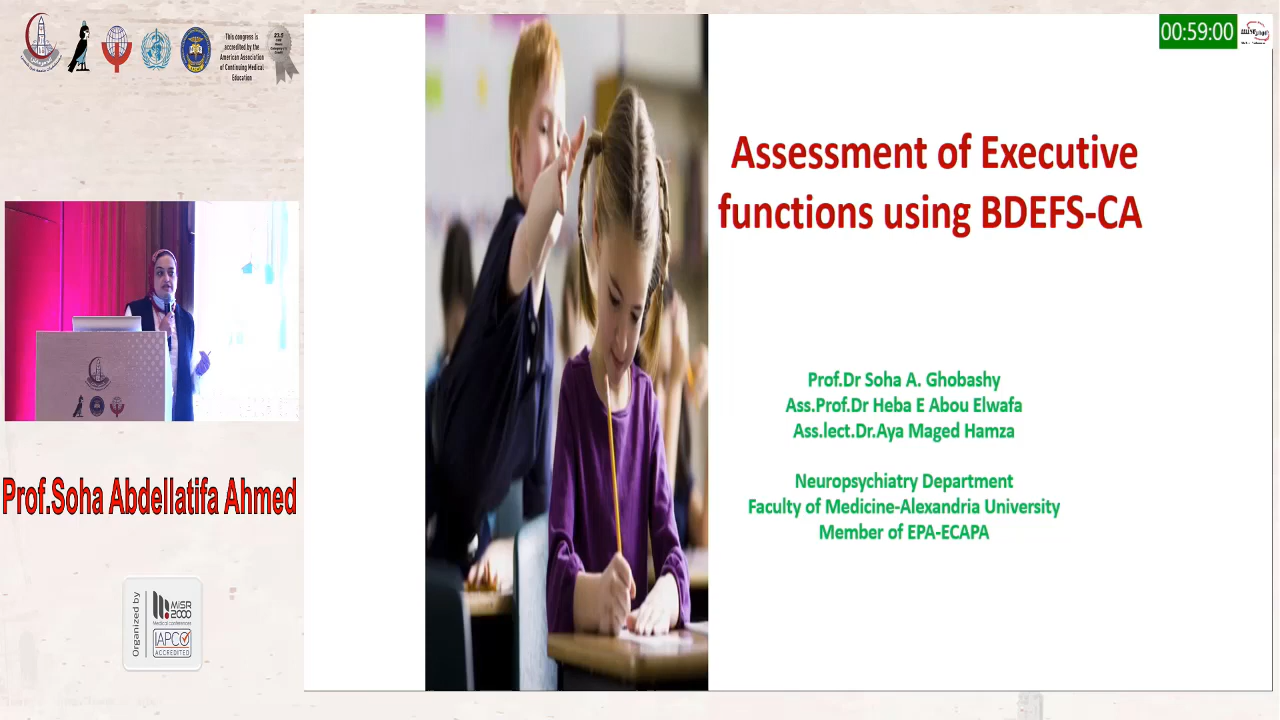 This congress is
accredited by the
American Association
of Continuing Medical
Education
00:59:00
Assessment of Executive
functions using BDEFS-CA
Prof.Dr Soha A. Ghobashy
Ass.Prof.Dr Heba E Abou Elwafa
Ass.lect.Dr.Aya Maged Hamza
Neuropsychiatry Department
Faculty of Medicine-Alexandria University
Member of EPA-ECAPA
Prof.Soha Abdellatifa Ahmed
Organized by
MISR
2000
Medical conferences
IAPCO
ACCREDITED